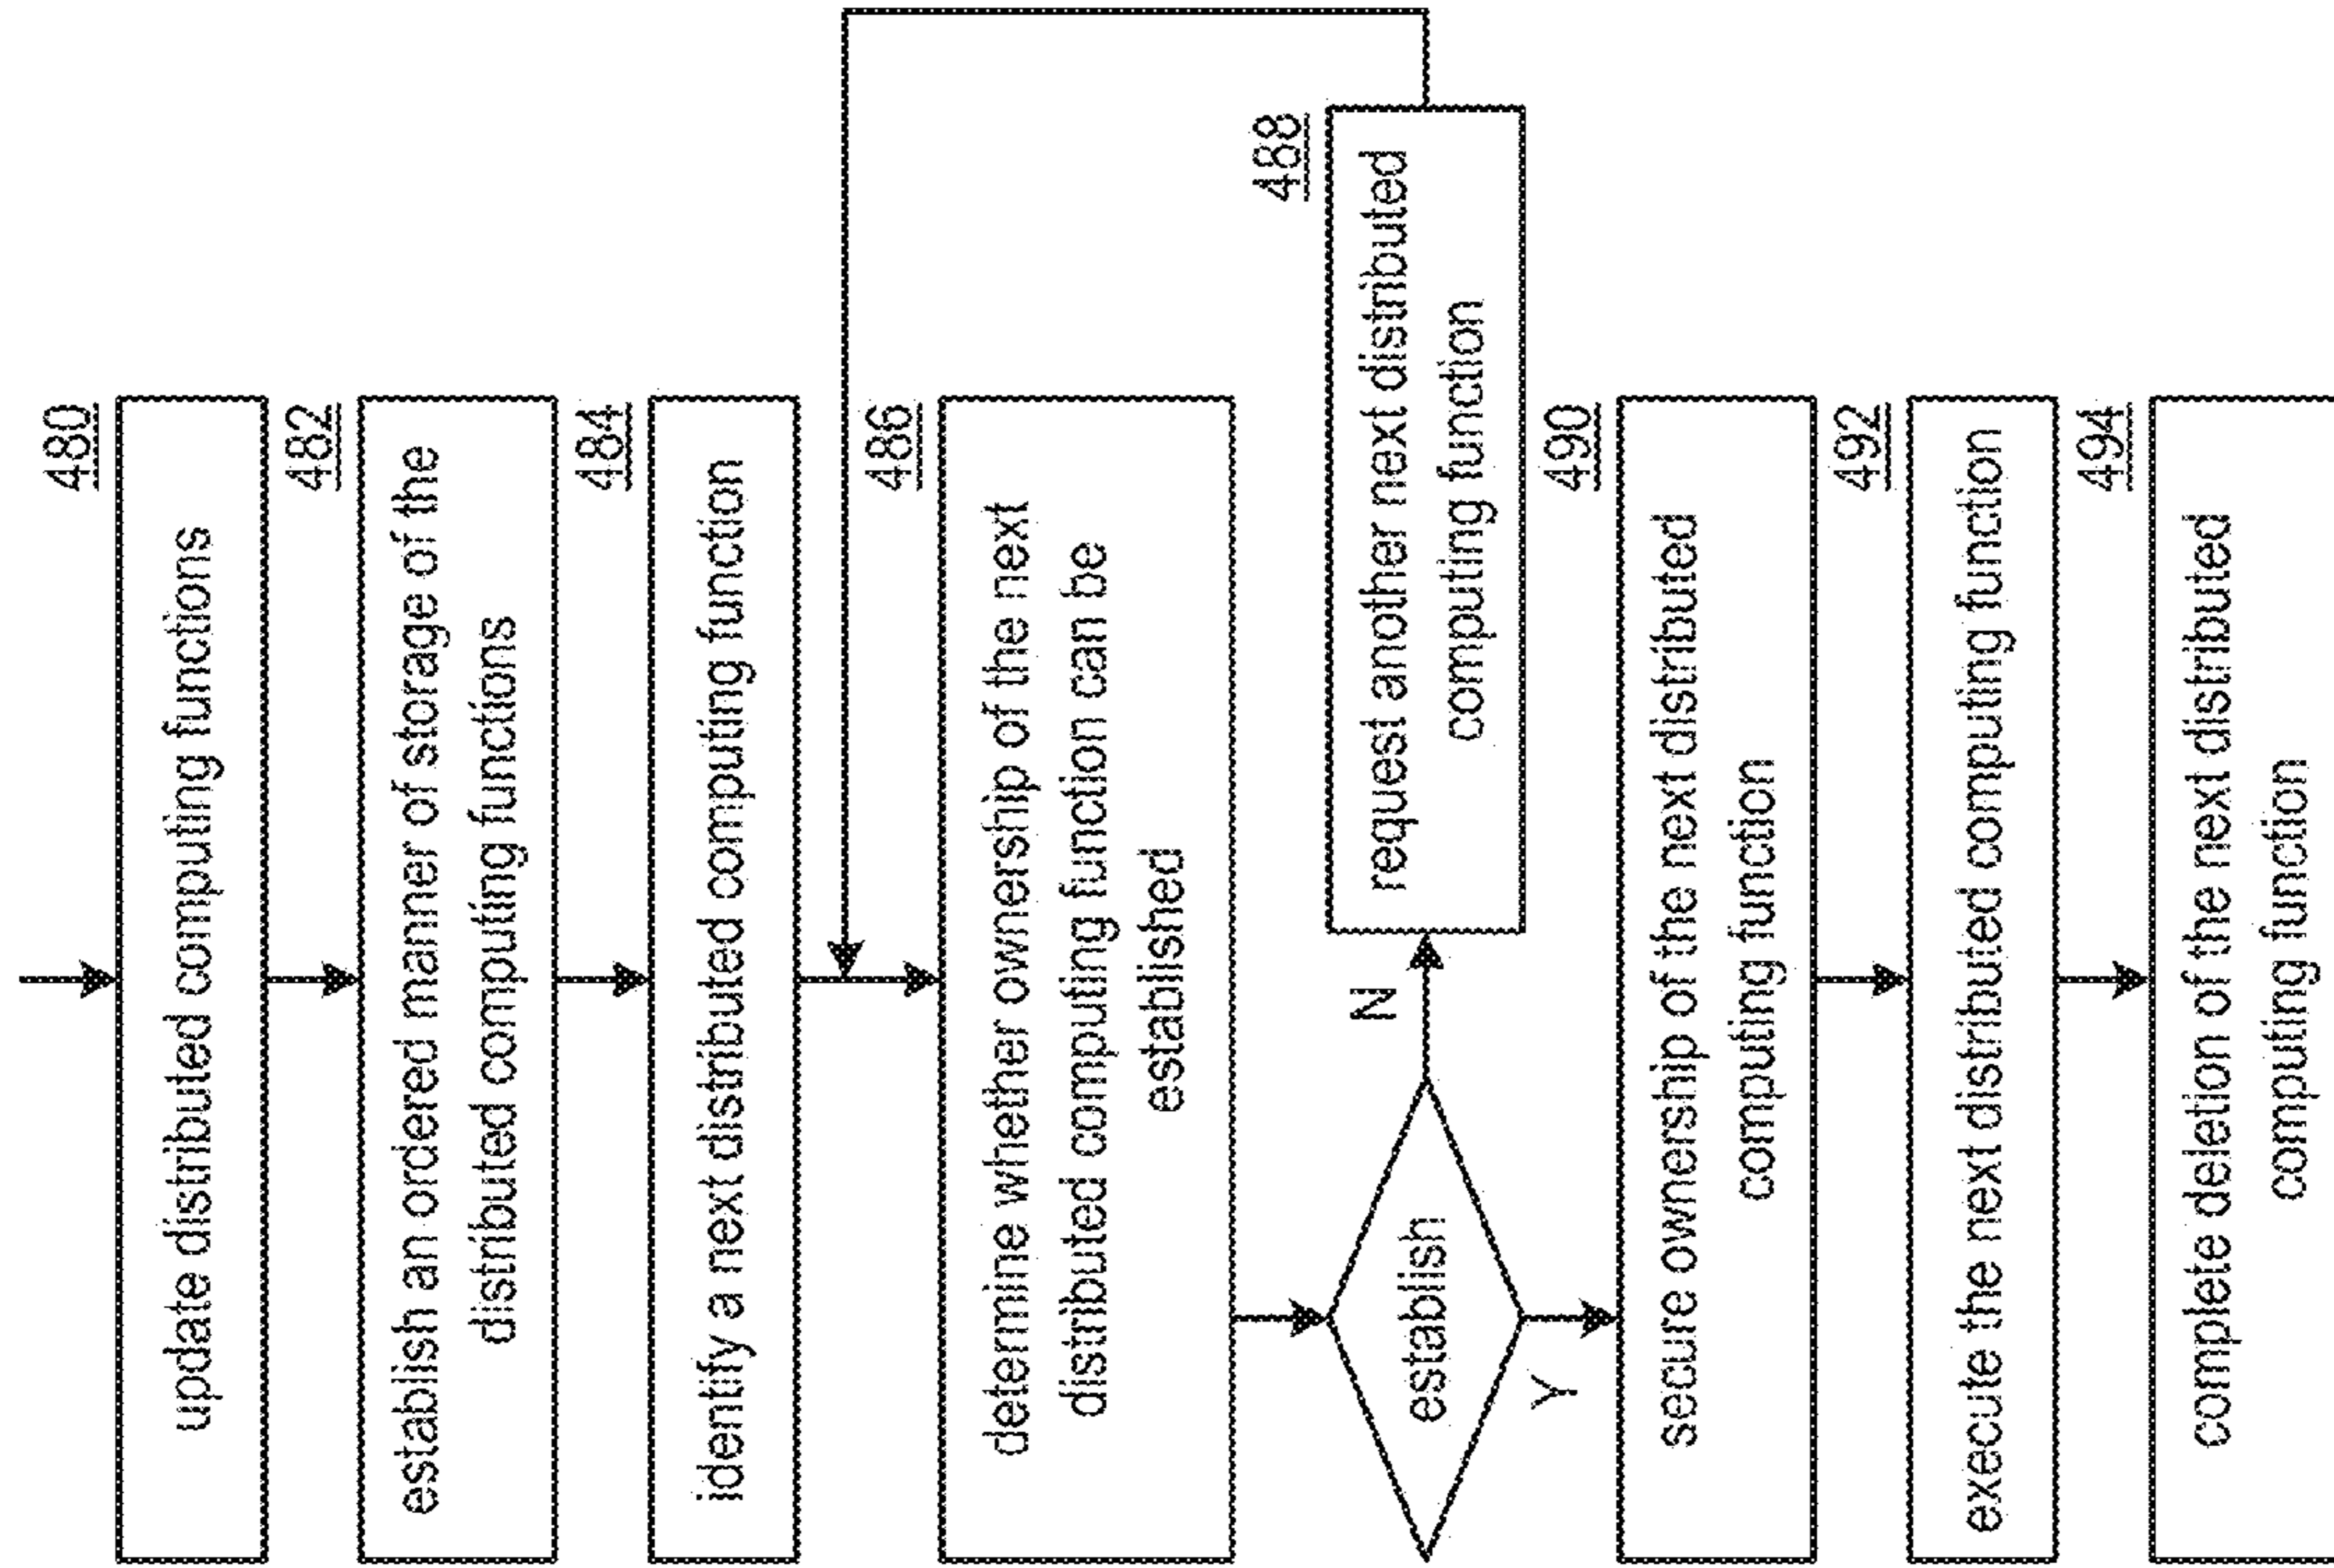 480
update distributed computing functions
482
establish an ordered manner of storage of the
distributed computing functions
484
identify a next distributed computing function
486
determine whether ownership of the next
distributed computing function can be
established
establish
N
Y
488
request another next distributed
computing function
490
secure ownership of the next distributed
computing function
492
execute the next distributed computing function
494
complete deletion of the next distributed
computing function